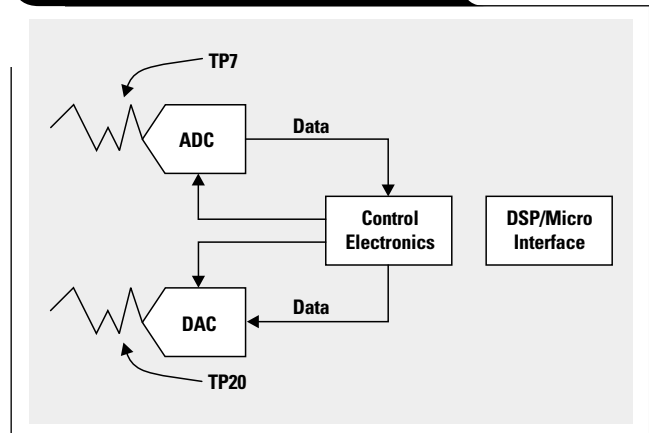 TP7
ADC
Data
Control
Electronics
DSP/Micro
Interface
DAC
Data
TP20